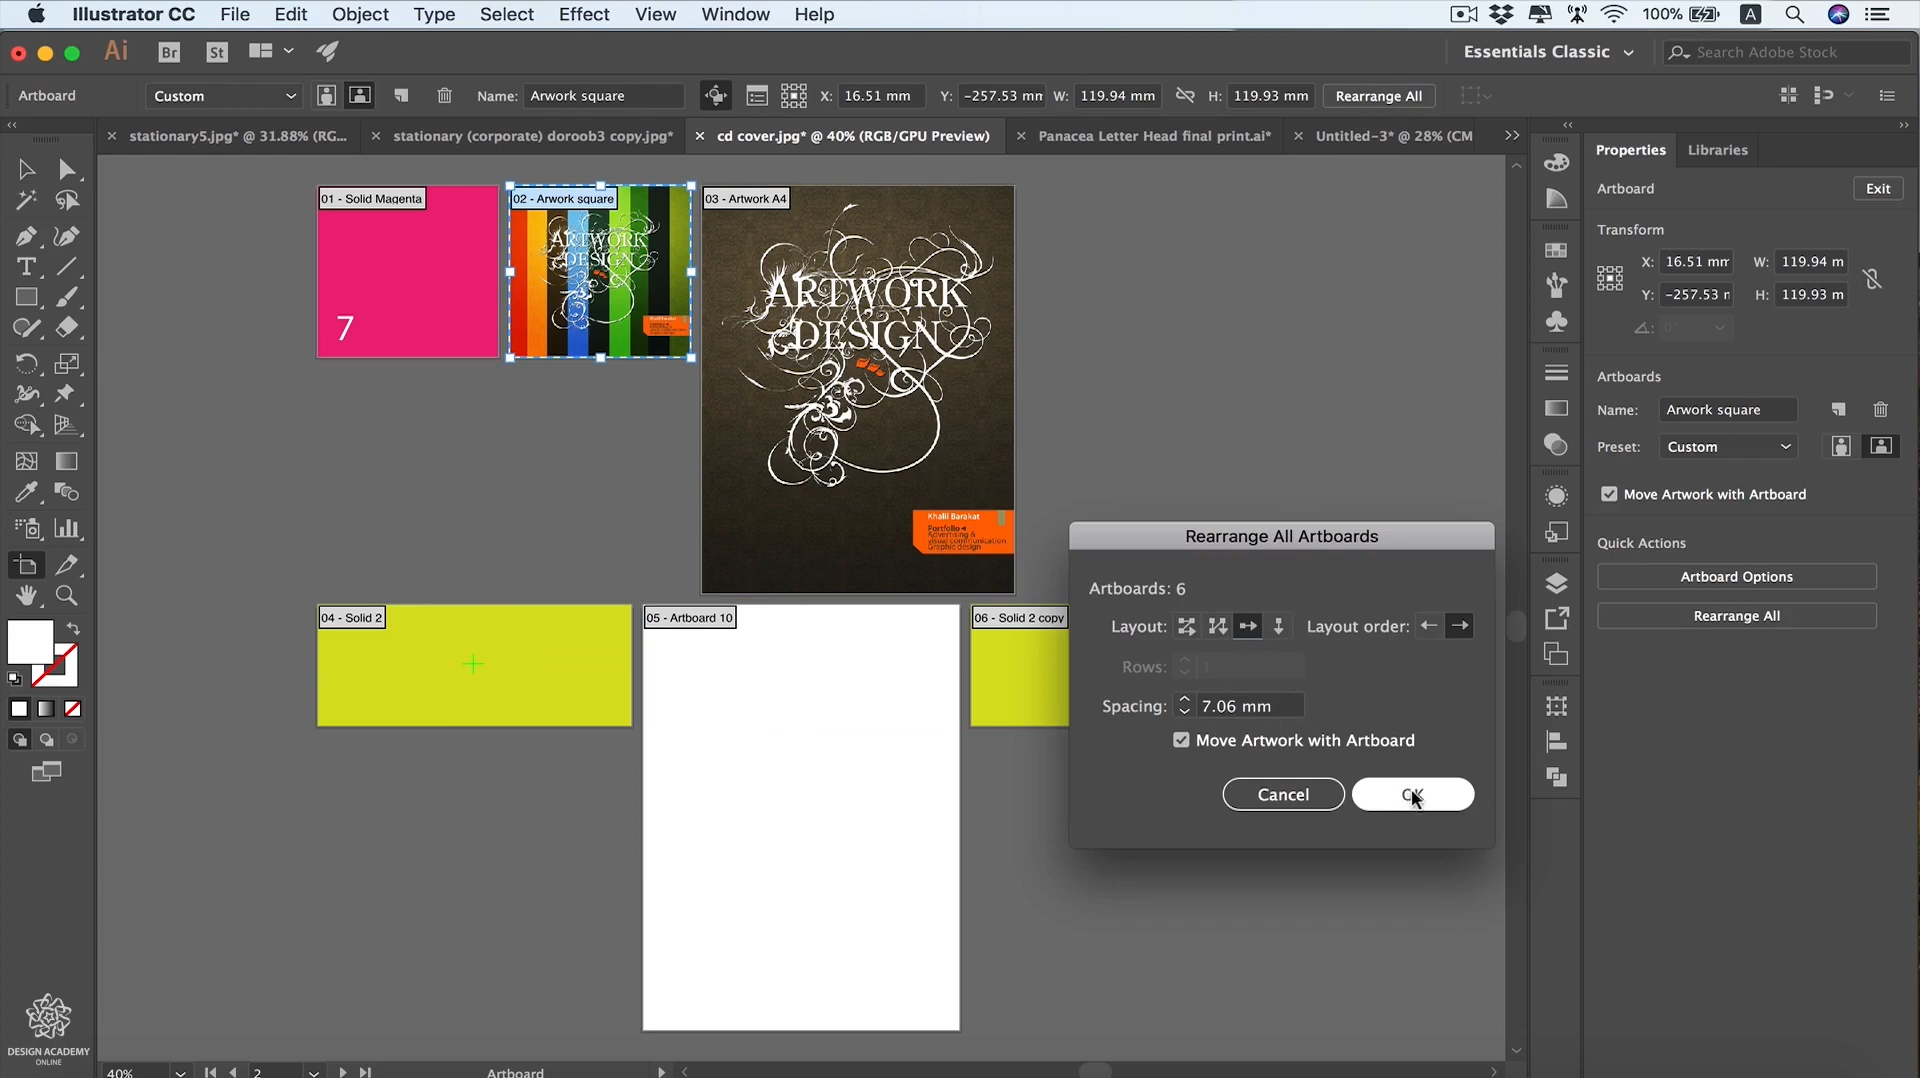 Illustrator CC File Edit Object Type Select Effect View Window Help 100% A
Ai Br St Essentials Classic Search Adobe Stock
Artboard Custom Name: Arwork square X: 16.51 mm Y: -257.53 mm W: 119.94 mm H: 119.93 mm Rearrange All
stationary5.jpg* @ 31.88% (RG... stationary (corporate) doroob3 copy.jpg* cd cover.jpg* @ 40% (RGB/GPU Preview) Panacea Letter Head final print.ai* Untitled-3* @ 28% (CM
01 - Solid Magenta
7
02 - Arwork square
ARTWORK
DESIGN
03 - Artwork A4
ARTWORK
DESIGN
Khalil Barakat
Portfolio
Advertising &
visual communication
Graphic design
04 - Solid 2
05 - Artboard 10
06 - Solid 2 copy
Rearrange All Artboards
Artboards: 6
Layout: Layout order:
Rows: 1
Spacing: 7.06 mm
Move Artwork with Artboard
Cancel OK
Properties Libraries
Artboard Exit
Transform
X: 16.51 mm W: 119.94 m
Y: -257.53 r H: 119.93 m
0°
Artboards
Name: Arwork square
Preset: Custom
Move Artwork with Artboard
Quick Actions
Artboard Options
Rearrange All
DESIGN ACADEMY
ONLINE
40% 2 Artboard